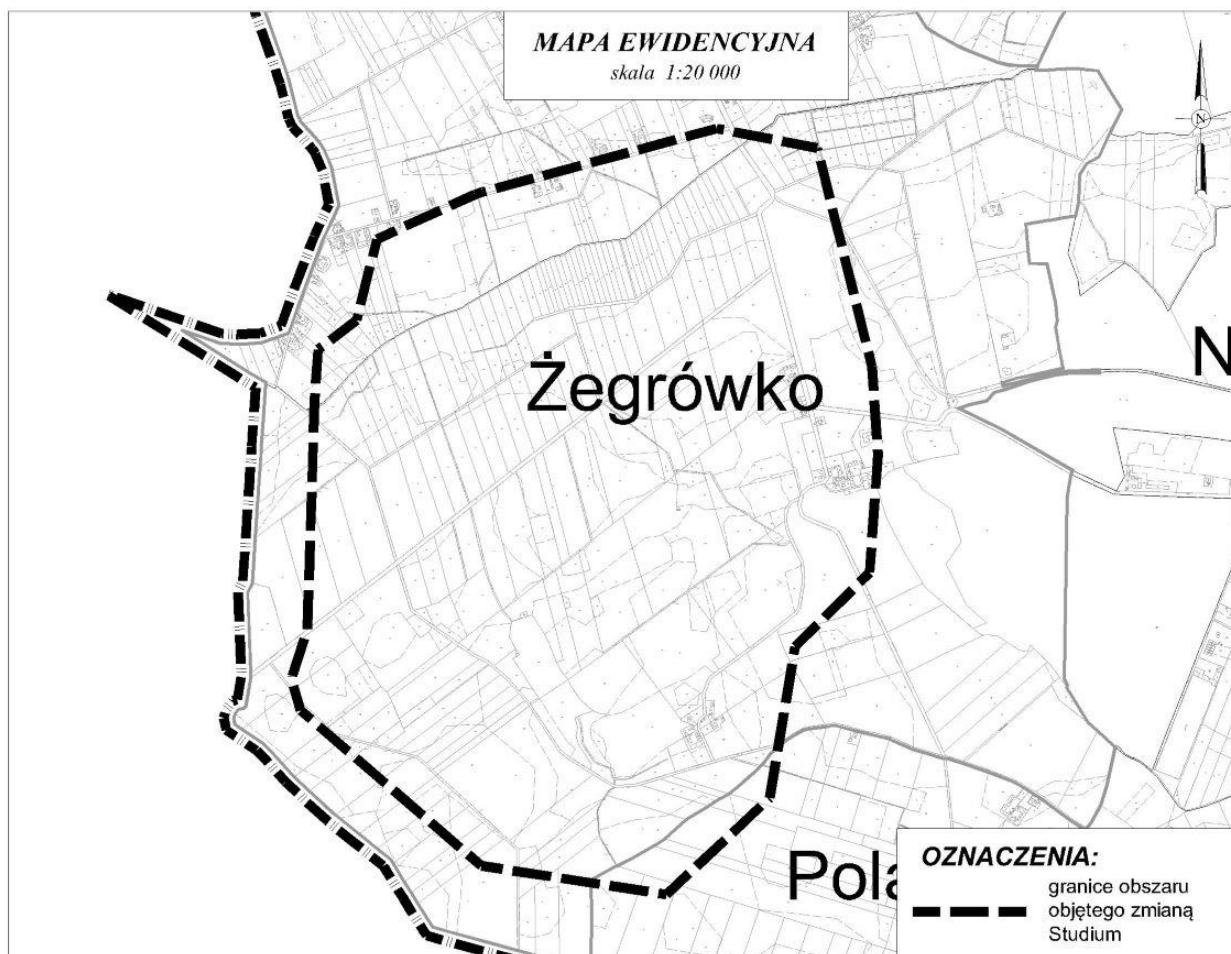 MAPA EWIDENCYJNA
skala 1:20 000
N
Żegrówko
N
Pola
OZNACZENIA:
granice obszaru
objętego zmianą
Studium